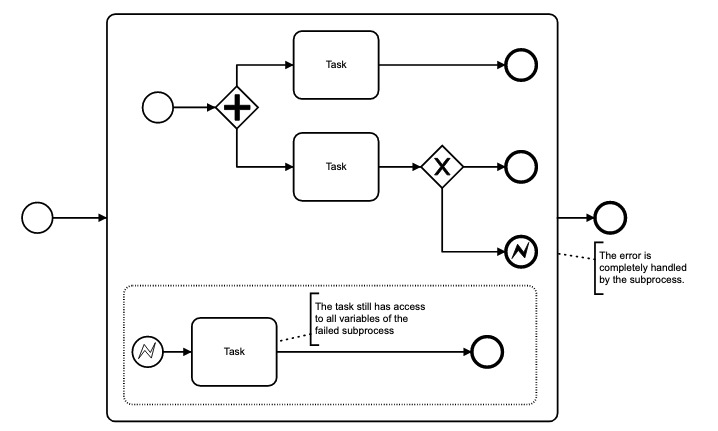 Task
Task
The error is
completely handled
by the subprocess.
The task still has access
to all variables of the
failed subprocess
Task